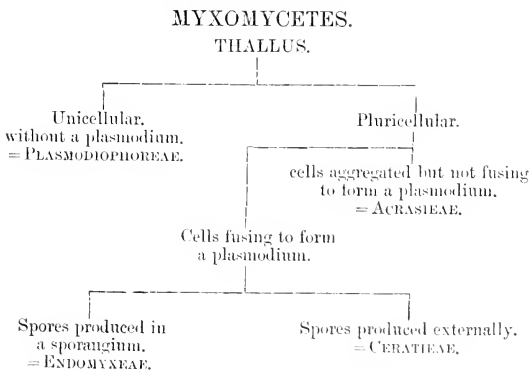 MYXOMYCETES.
THALLUS.
Unicellular.
without a plasmodium.
= PLASMODIOPHOREAE.
Pluricellular.
cells aggregated but not fusing
to form a plasmodium.
= ACRASIEAE.
Cells fusing to form
a plasmodium.
Spores produced in
a sporangium.
= ENDOMYXEAE.
Spores produced externally.
= CERATIEAE.